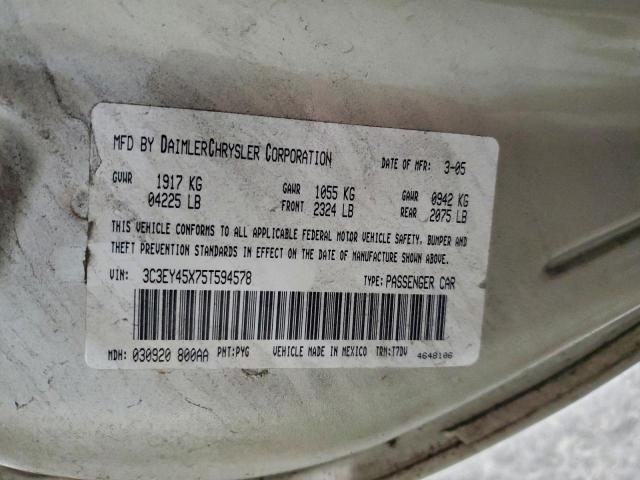 MFD BY DAIMLERCHRYSLER CORPORATION DATE OF MFR: 3-05
GVWR 1917 KG GAWR 1055 KG GAWR 0942 KG
04225 LB FRONT 2324 LB REAR 2075 LB
THIS VEHICLE CONFORMS TO ALL APPLICABLE FEDERAL MOTOR VEHICLE SAFETY, BUMPER AND
THEFT PREVENTION STANDARDS IN EFFECT ON THE DATE OF MANUFACTURE SHOWN ABOVE.
VIN: 3C3EY45X75T594578 TYPE: PASSENGER CAR
MDH: 030920 800AA PNT: PYG VEHICLE MADE IN MEXICO TRM: T7DV 4648106